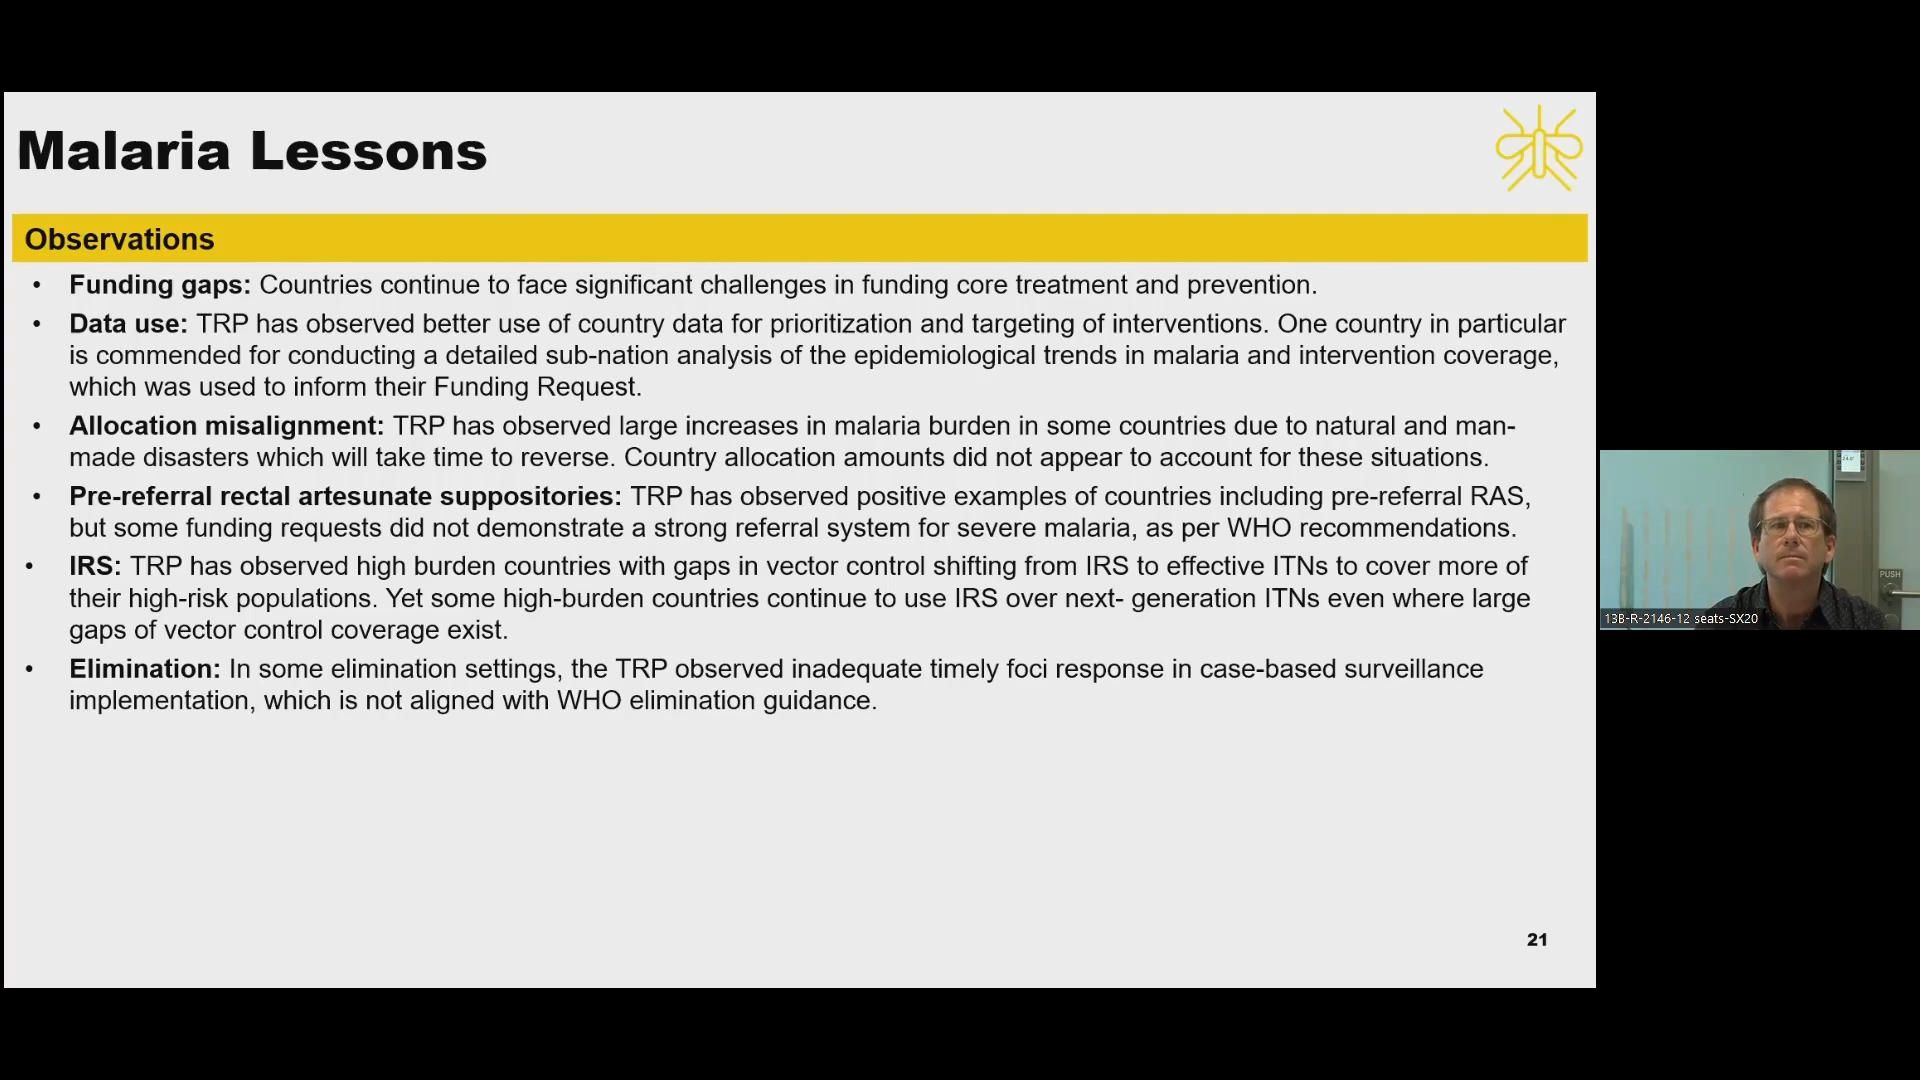 Malaria Lessons
Observations
• Funding gaps: Countries continue to face significant challenges in funding core treatment and prevention.
• Data use: TRP has observed better use of country data for prioritization and targeting of interventions. One country in particular
is commended for conducting a detailed sub-nation analysis of the epidemiological trends in malaria and intervention coverage,
which was used to inform their Funding Request.
• Allocation misalignment: TRP has observed large increases in malaria burden in some countries due to natural and man-
made disasters which will take time to reverse. Country allocation amounts did not appear to account for these situations.
• Pre-referral rectal artesunate suppositories: TRP has observed positive examples of countries including pre-referral RAS,
but some funding requests did not demonstrate a strong referral system for severe malaria, as per WHO recommendations.
• IRS: TRP has observed high burden countries with gaps in vector control shifting from IRS to effective ITNs to cover more of
their high-risk populations. Yet some high-burden countries continue to use IRS over next- generation ITNs even where large
gaps of vector control coverage exist.
• Elimination: In some elimination settings, the TRP observed inadequate timely foci response in case-based surveillance
implementation, which is not aligned with WHO elimination guidance.
21
PUSH
13B-R-2146-12 seats-SX20